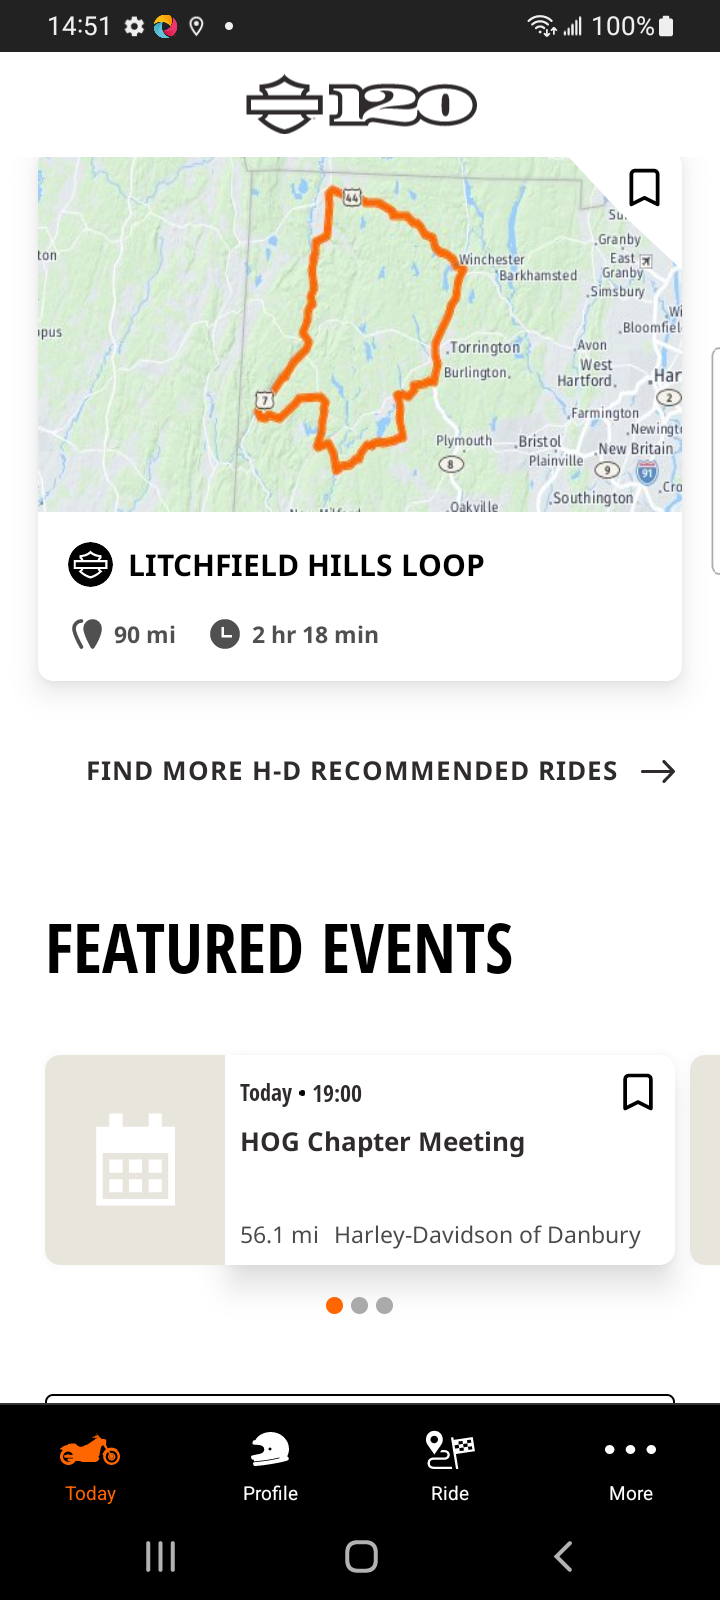 14:51
100%
120
44
Su.
Granby
Winchester
East
Barkhamsted
Granby
ton
Simsbury
Wi
opus
Bloomfiel
Torrington
Avon
West
Burlington
Hartford
Har
7
2
Farmington
Newingt
Plymouth
Bristol
New Britain
8
Plainville
9
91
Cro
Southington
Oakville
LITCHFIELD HILLS LOOP
90 mi 2 hr 18 min
FIND MORE H-D RECOMMENDED RIDES
FEATURED EVENTS
Today • 19:00
HOG Chapter Meeting
56.1 mi Harley-Davidson of Danbury
Today Profile Ride More